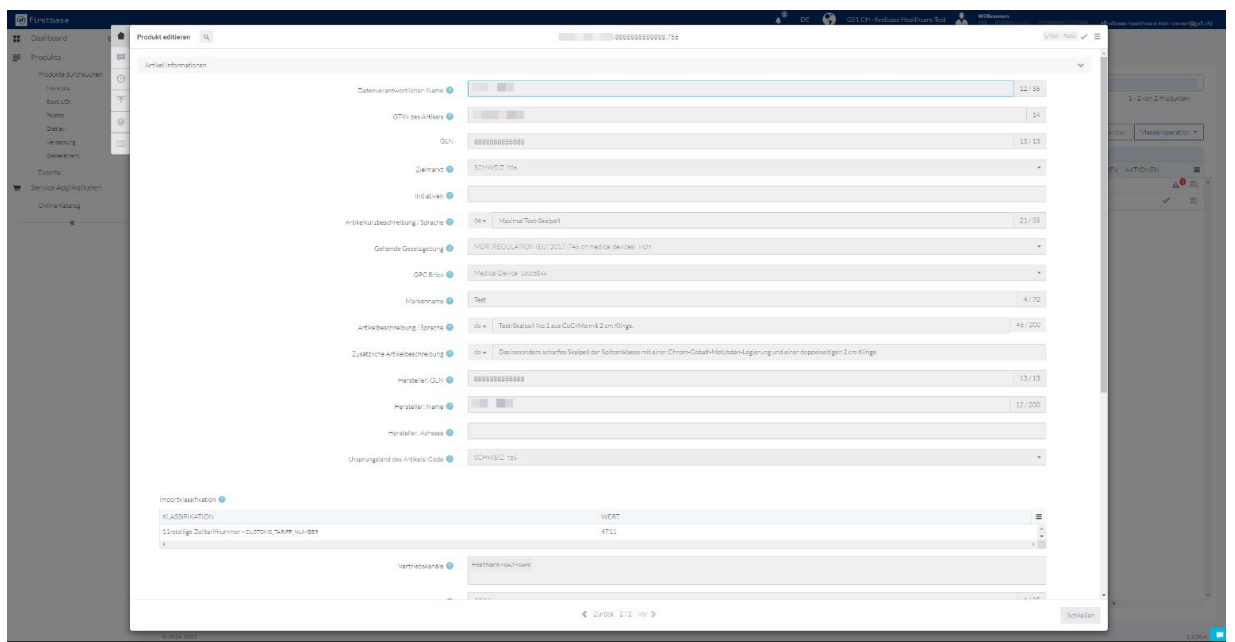 firstbase
DE
GS1 CH - firstbase Healthcare Test
Willkommen
Dashboard
Produkte
Produkte durchsuchen
Basis UDI
Palette
Display
Verpackung
Basiselement
Exporte
Service Applikationen
Online Katalog
1 - 2 von 2 Produkten
Massenoperation
AKTIONEN
Produkt editieren
:8888888888888:756
Undo Redo
Artikel Informationen
Datenverantwortlicher: Name 12 / 35
GTIN des Artikels 14
GLN 8888888888888 13 / 13
Zielmarkt SCHWEIZ 756
Initiativen
Artikelkurzbeschreibung / Sprache de Maximal Test-Skalpell 21 / 35
Geltende Gesetzgebung MDR (REGULATION (EU) 2017/745 on medical devices) MDR
GPC Brick Medical Device
Markenname Test 4 / 70
Artikelbeschreibung / Sprache de Test-Skalpell No.1 aus CoCrMo mit 2 cm Klinge. 46 / 200
Zusätzliche Artikelbeschreibung de Das besonders scharfes Skalpell der Spitzenklasse mit einer Chrom-Cobalt-Molybdän-Legierung und einer doppelseitigen 2 cm Klinge
Hersteller: GLN 8888888888888 13 / 13
Hersteller: Name 12 / 200
Hersteller: Adresse
Ursprungsland des Artikels: Code SCHWEIZ 756
Importklassifikation
KLASSIFIKATION WERT
11-stellige Zolltarifnummer - CUSTOMS_TARIFF_NUMBER 4711
Vertriebskanäle Healthcare HEALTHCARE
Zurück 2 | 2 Vor
Schließen